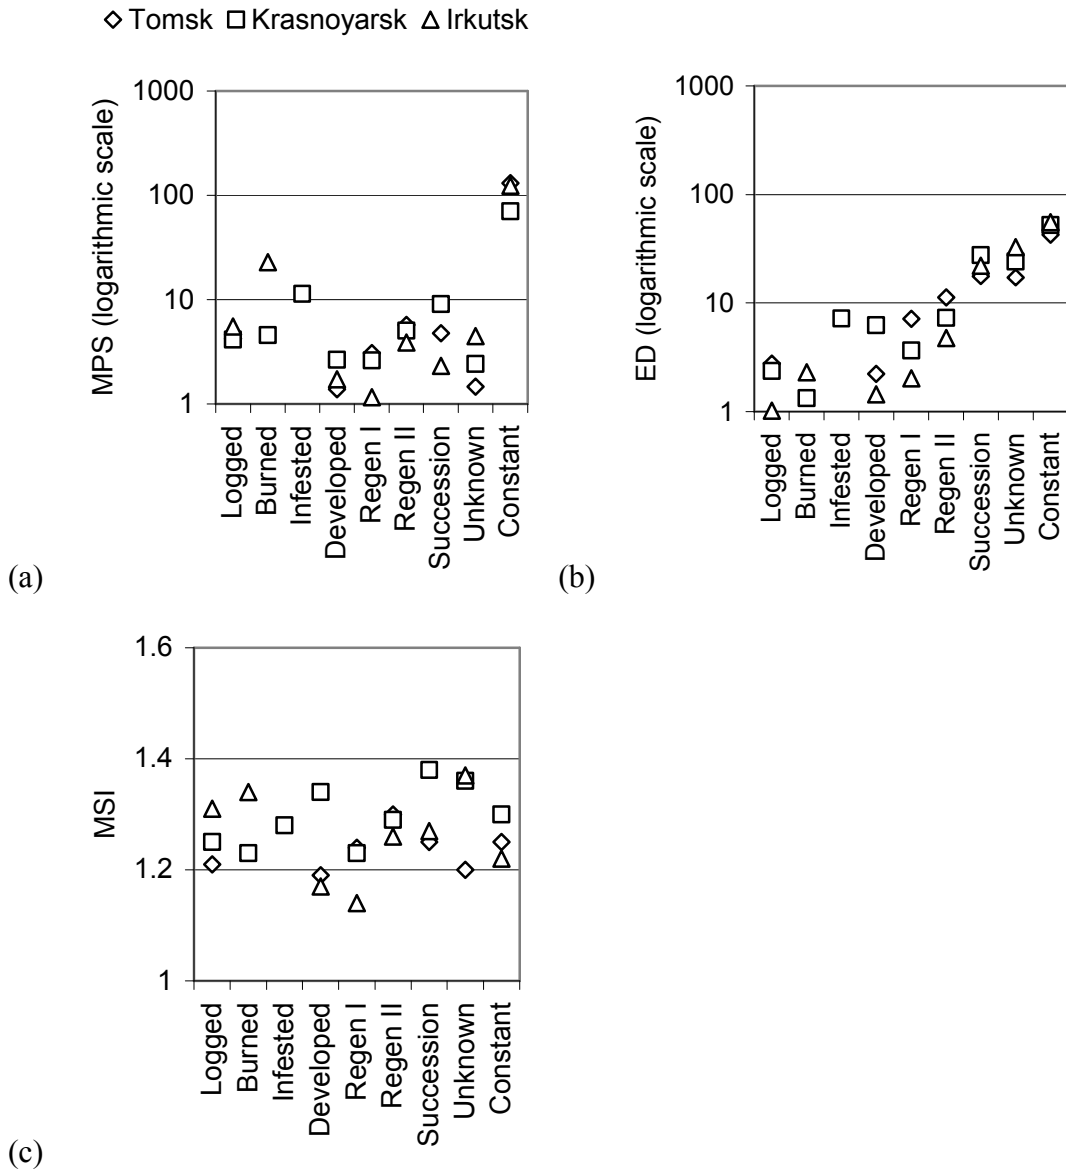 Tomsk Krasnoyarsk Irkutsk
MPS (logarithmic scale)
1000
100
10
1
Logged
Burned
Infested
Developed
Regen I
Regen II
Succession
Unknown
Constant
(a)
ED (logarithmic scale)
1000
100
10
1
Logged
Burned
Infested
Developed
Regen I
Regen II
Succession
Unknown
Constant
(b)
MSI
1.6
1.4
1.2
1
Logged
Burned
Infested
Developed
Regen I
Regen II
Succession
Unknown
Constant
(c)